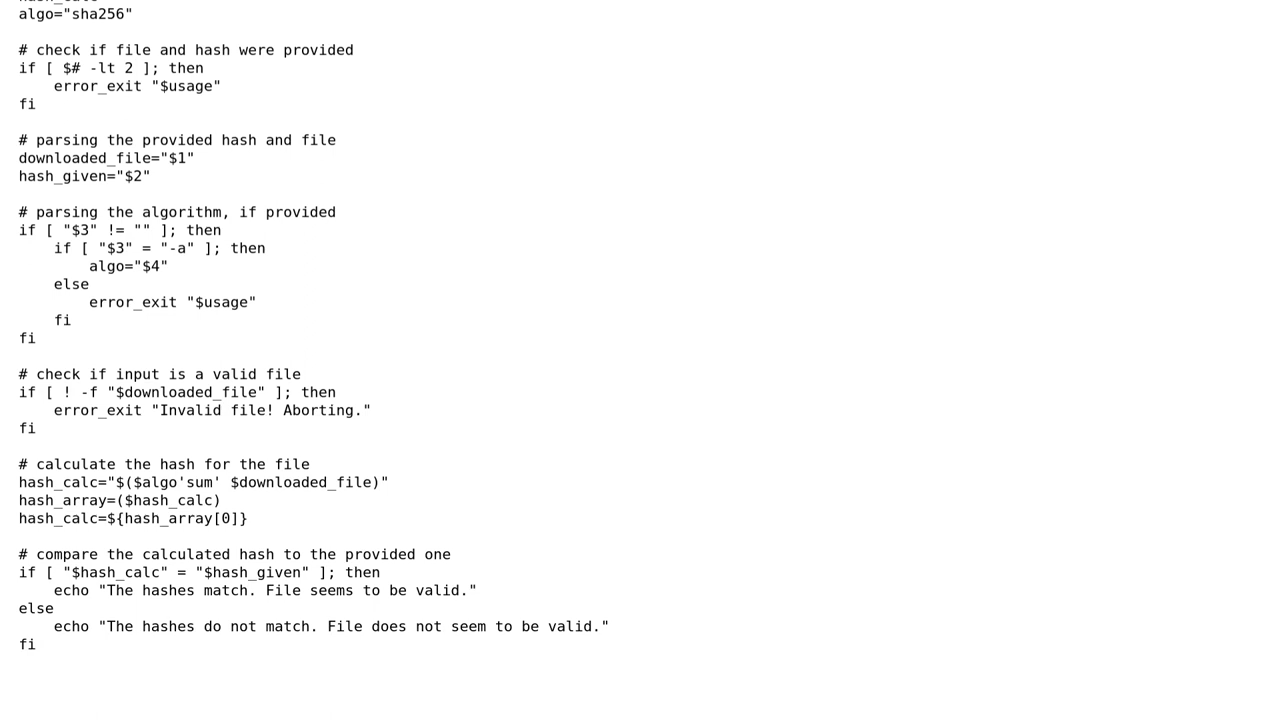 algo="sha256"

# check if file and hash were provided
if [ $# -lt 2 ]; then
    error_exit "$usage"
fi

# parsing the provided hash and file
downloaded_file="$1"
hash_given="$2"

# parsing the algorithm, if provided
if [ "$3" != "" ]; then
    if [ "$3" = "-a" ]; then
        algo="$4"
    else
        error_exit "$usage"
    fi
fi

# check if input is a valid file
if [ ! -f "$downloaded_file" ]; then
    error_exit "Invalid file! Aborting."
fi

# calculate the hash for the file
hash_calc="$($algo'sum' $downloaded_file)"
hash_array=($hash_calc)
hash_calc=${hash_array[0]}

# compare the calculated hash to the provided one
if [ "$hash_calc" = "$hash_given" ]; then
    echo "The hashes match. File seems to be valid."
else
    echo "The hashes do not match. File does not seem to be valid."
fi